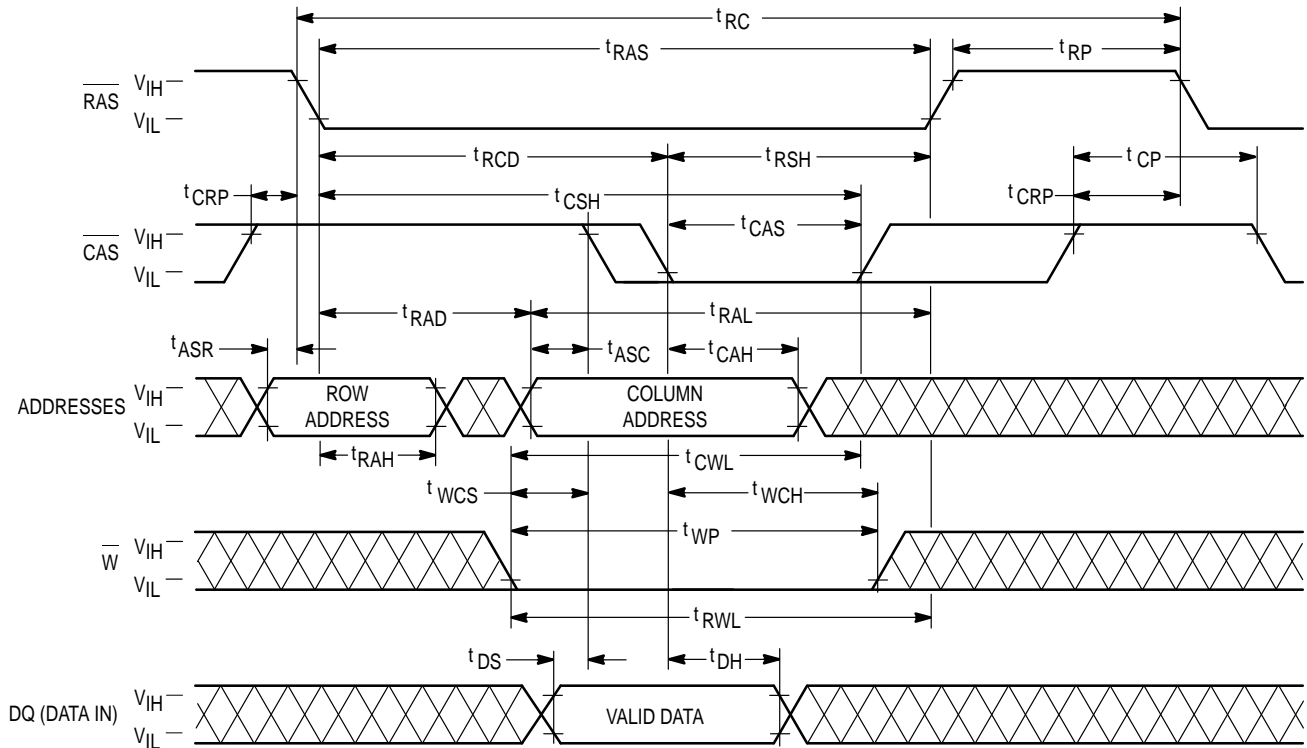 tRC
tRAS
tRP
RAS
VIH
VIL
tRCD
tRSH
tCP
tCRP
tCSH
tCRP
tCAS
CAS
VIH
VIL
tRAD
tRAL
tASR
tASC
tCAH
ADDRESSES
VIH
VIL
ROW
ADDRESS
COLUMN
ADDRESS
tRAH
tCWL
tWCS
tWCH
tWP
W
VIH
VIL
tRWL
tDS
tDH
DQ (DATA IN)
VIH
VIL
VALID DATA